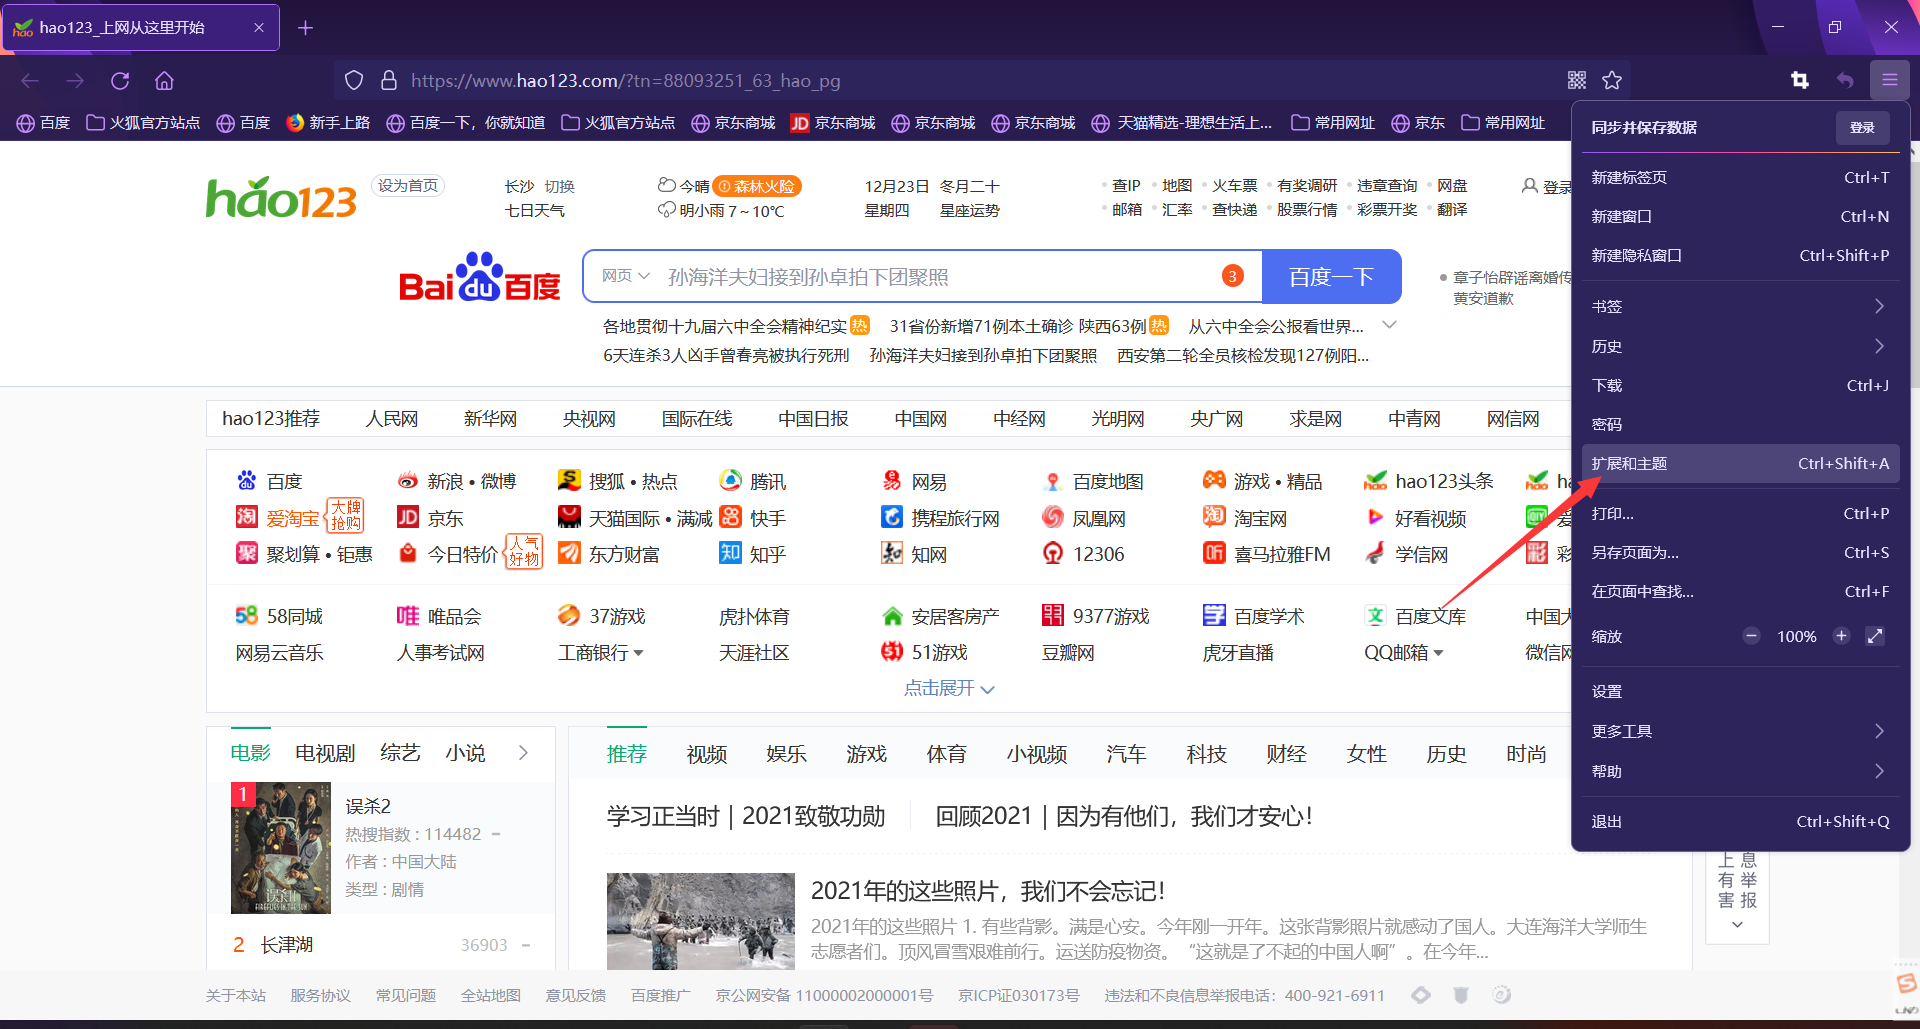 hao123_上网从这里开始
https://www.hao123.com/?tn=88093251_63_hao_pg
百度 火狐官方站点 百度 新手上路 百度一下，你就知道 火狐官方站点 京东商城 JD 京东商城 京东商城 京东商城 天猫精选-理想生活上... 常用网址 京东 常用网址
同步并保存数据 登录
新建标签页 Ctrl+T
新建窗口 Ctrl+N
新建隐私窗口 Ctrl+Shift+P
书签
历史
下载 Ctrl+J
密码
扩展和主题 Ctrl+Shift+A
打印... Ctrl+P
另存页面为... Ctrl+S
在页面中查找... Ctrl+F
缩放 − 100% +
设置
更多工具
帮助
退出 Ctrl+Shift+Q
hao123 设为首页
长沙 切换 今晴 森林火险 12月23日 冬月二十 查IP 地图 火车票 有奖调研 违章查询 网盘 登录
七日天气 明小雨 7～10℃ 星期四 星座运势 邮箱 汇率 查快递 股票行情 彩票开奖 翻译
Bai du 百度 网页 孙海洋夫妇接到孙卓拍下团聚照 3 百度一下
章子怡辟谣离婚传
黄安道歉
各地贯彻十九届六中全会精神纪实 热 31省份新增71例本土确诊 陕西63例 热 从六中全会公报看世界...
6天连杀3人凶手曾春亮被执行死刑 孙海洋夫妇接到孙卓拍下团聚照 西安第二轮全员核检发现127例阳...
hao123推荐 人民网 新华网 央视网 国际在线 中国日报 中国网 中经网 光明网 央广网 求是网 中青网 网信网
百度 新浪 • 微博 搜狐 • 热点 腾讯 网易 百度地图 游戏 • 精品 hao123头条 ha
淘 爱淘宝 大牌抢购 JD 京东 天猫国际 • 满减 快手 携程旅行网 凤凰网 淘 淘宝网 好看视频 爱
聚 聚划算 • 钜惠 今日特价 人气好物 东方财富 知 知乎 知 知网 12306 听 喜马拉雅FM 学信网 彩 彩
58 58同城 唯 唯品会 37游戏 虎扑体育 安居客房产 9377游戏 学 百度学术 文 百度文库 中国大
网易云音乐 人事考试网 工商银行 天涯社区 51 51游戏 豆瓣网 虎牙直播 QQ邮箱 微信网
点击展开
电影 电视剧 综艺 小说
1
误杀2
热搜指数 : 114482 −
作者 : 中国大陆
类型 : 剧情
误杀II
FIREFLIES IN THE SUN
2 长津湖 36903 −
推荐 视频 娱乐 游戏 体育 小视频 汽车 科技 财经 女性 历史 时尚
学习正当时｜2021致敬功勋 回顾2021｜因为有他们，我们才安心！
2021年的这些照片，我们不会忘记！
2021年的这些照片 1. 有些背影。满是心安。今年刚一开年。这张背影照片就感动了国人。大连海洋大学师生
志愿者们。顶风冒雪艰难前行。运送防疫物资。“这就是了不起的中国人啊”。在今年...
上 息
有 举
害 报
关于本站 服务协议 常见问题 全站地图 意见反馈 百度推广 京公网安备 11000002000001号 京ICP证030173号 违法和不良信息举报电话：400-921-6911